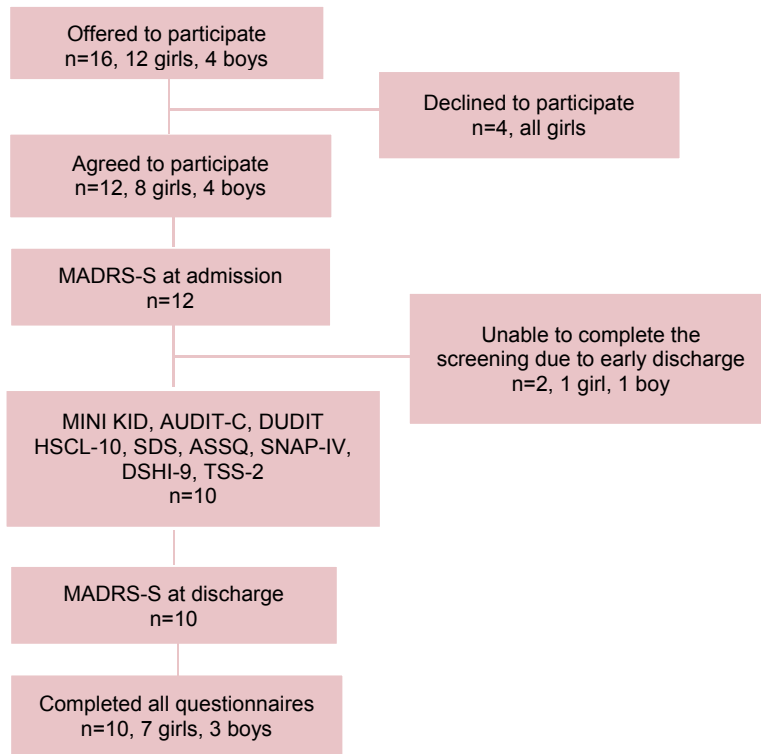 Offered to participate
n=16, 12 girls, 4 boys
Declined to participate
n=4, all girls
Agreed to participate
n=12, 8 girls, 4 boys
MADRS-S at admission
n=12
Unable to complete the
screening due to early discharge
n=2, 1 girl, 1 boy
MINI KID, AUDIT-C, DUDIT
HSCL-10, SDS, ASSQ, SNAP-IV,
DSHI-9, TSS-2
n=10
MADRS-S at discharge
n=10
Completed all questionnaires
n=10, 7 girls, 3 boys